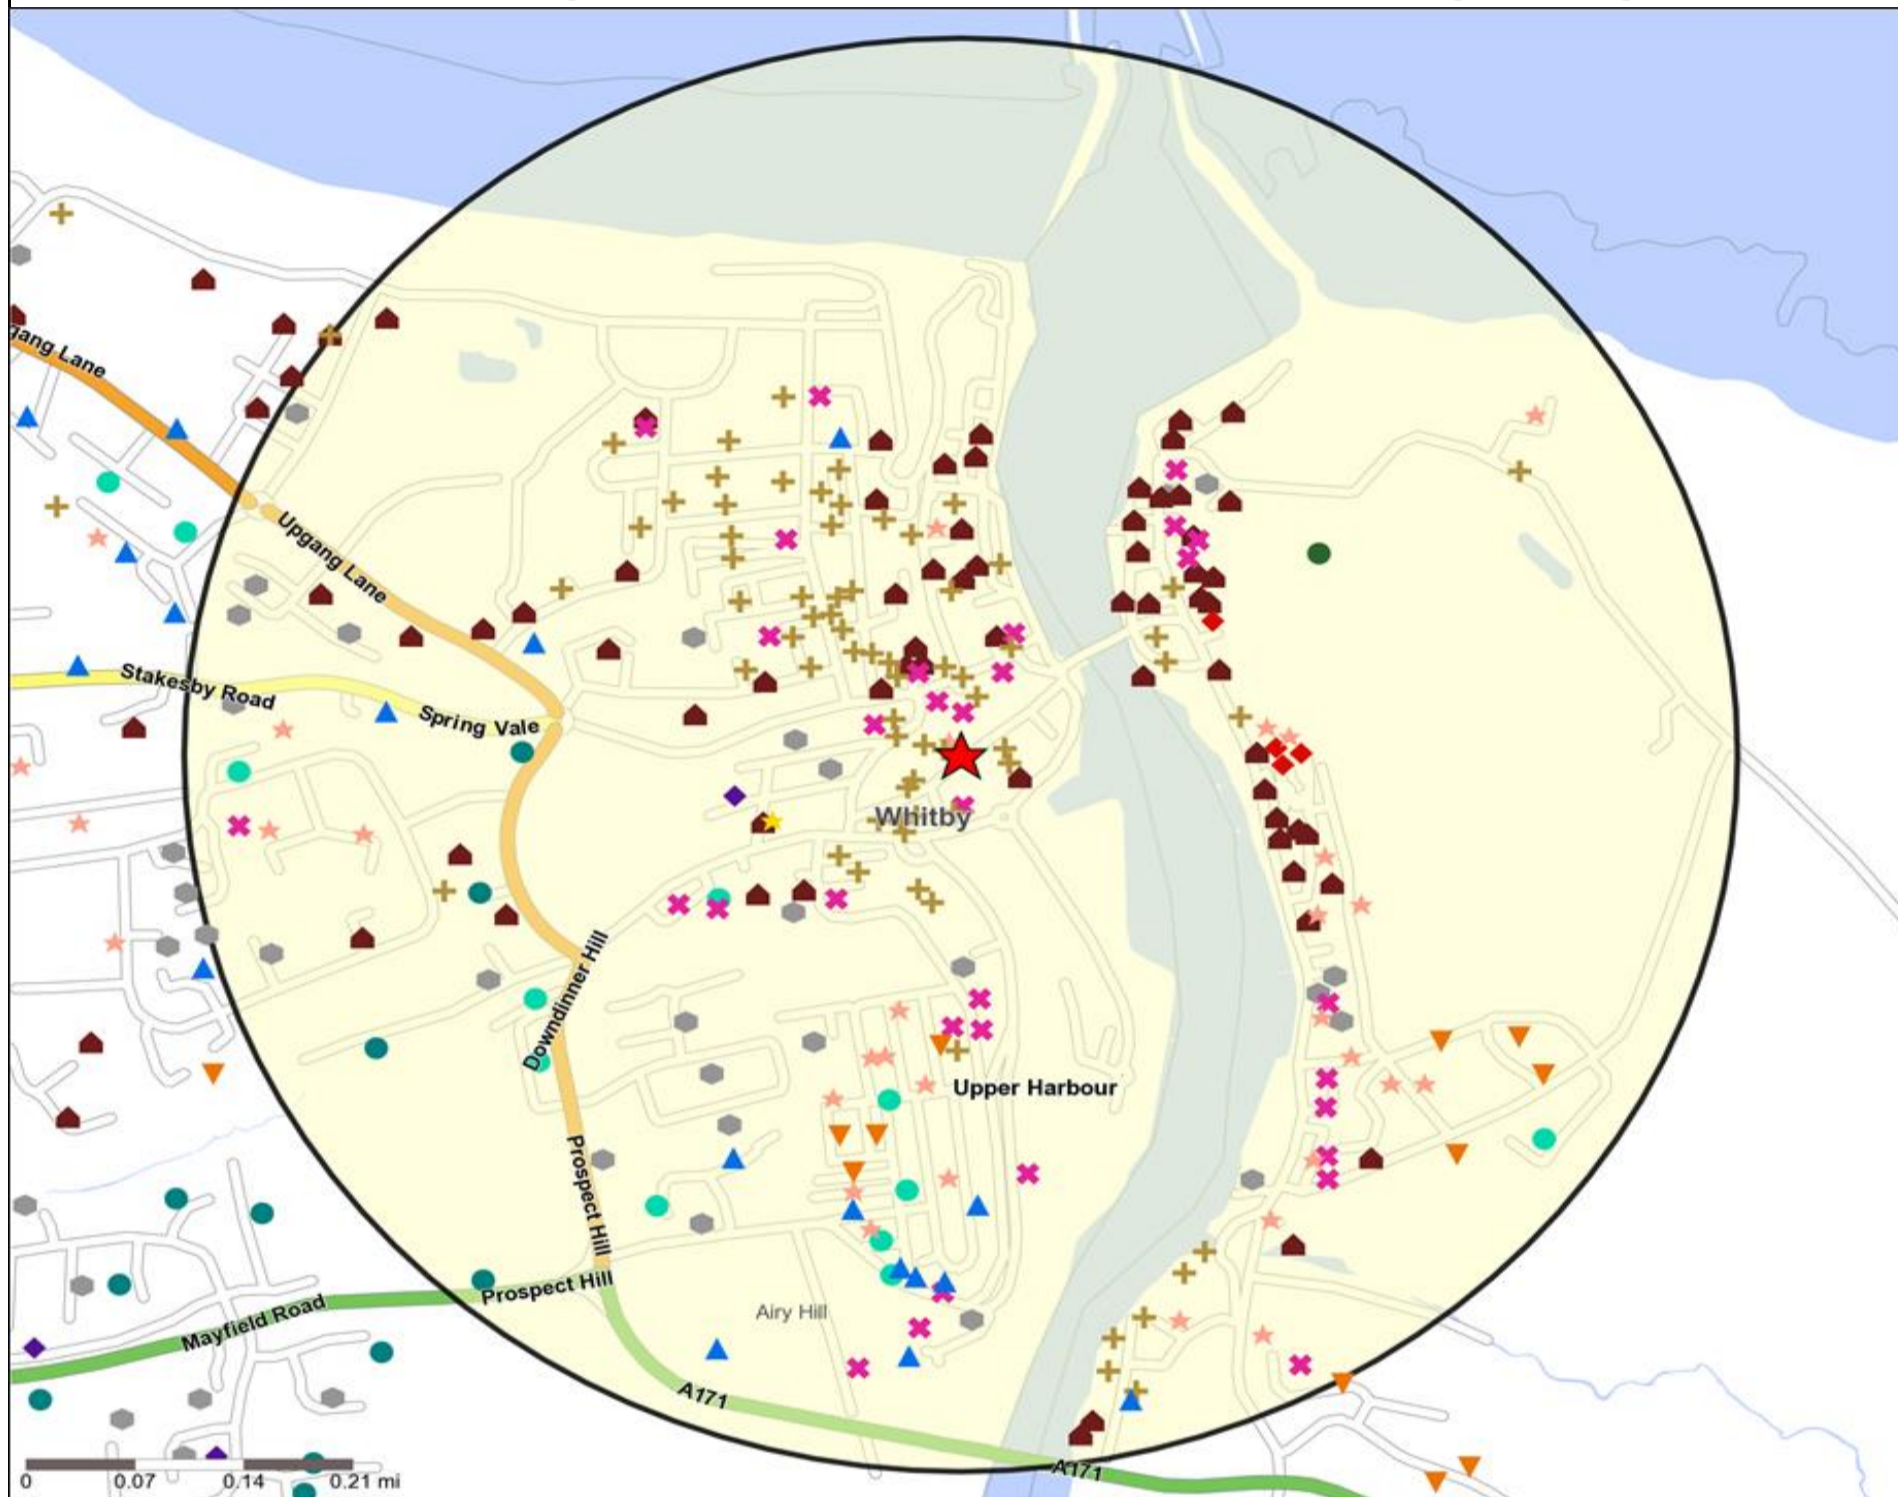 gang Lane
Upgang Lane
Stakesby Road
Spring Vale
Whitby
Downdinner Hill
Upper Harbour
Prospect Hill
Prospect Hill
Mayfield Road
Airy Hill
A171
A171
0 0.07 0.14 0.21 mi